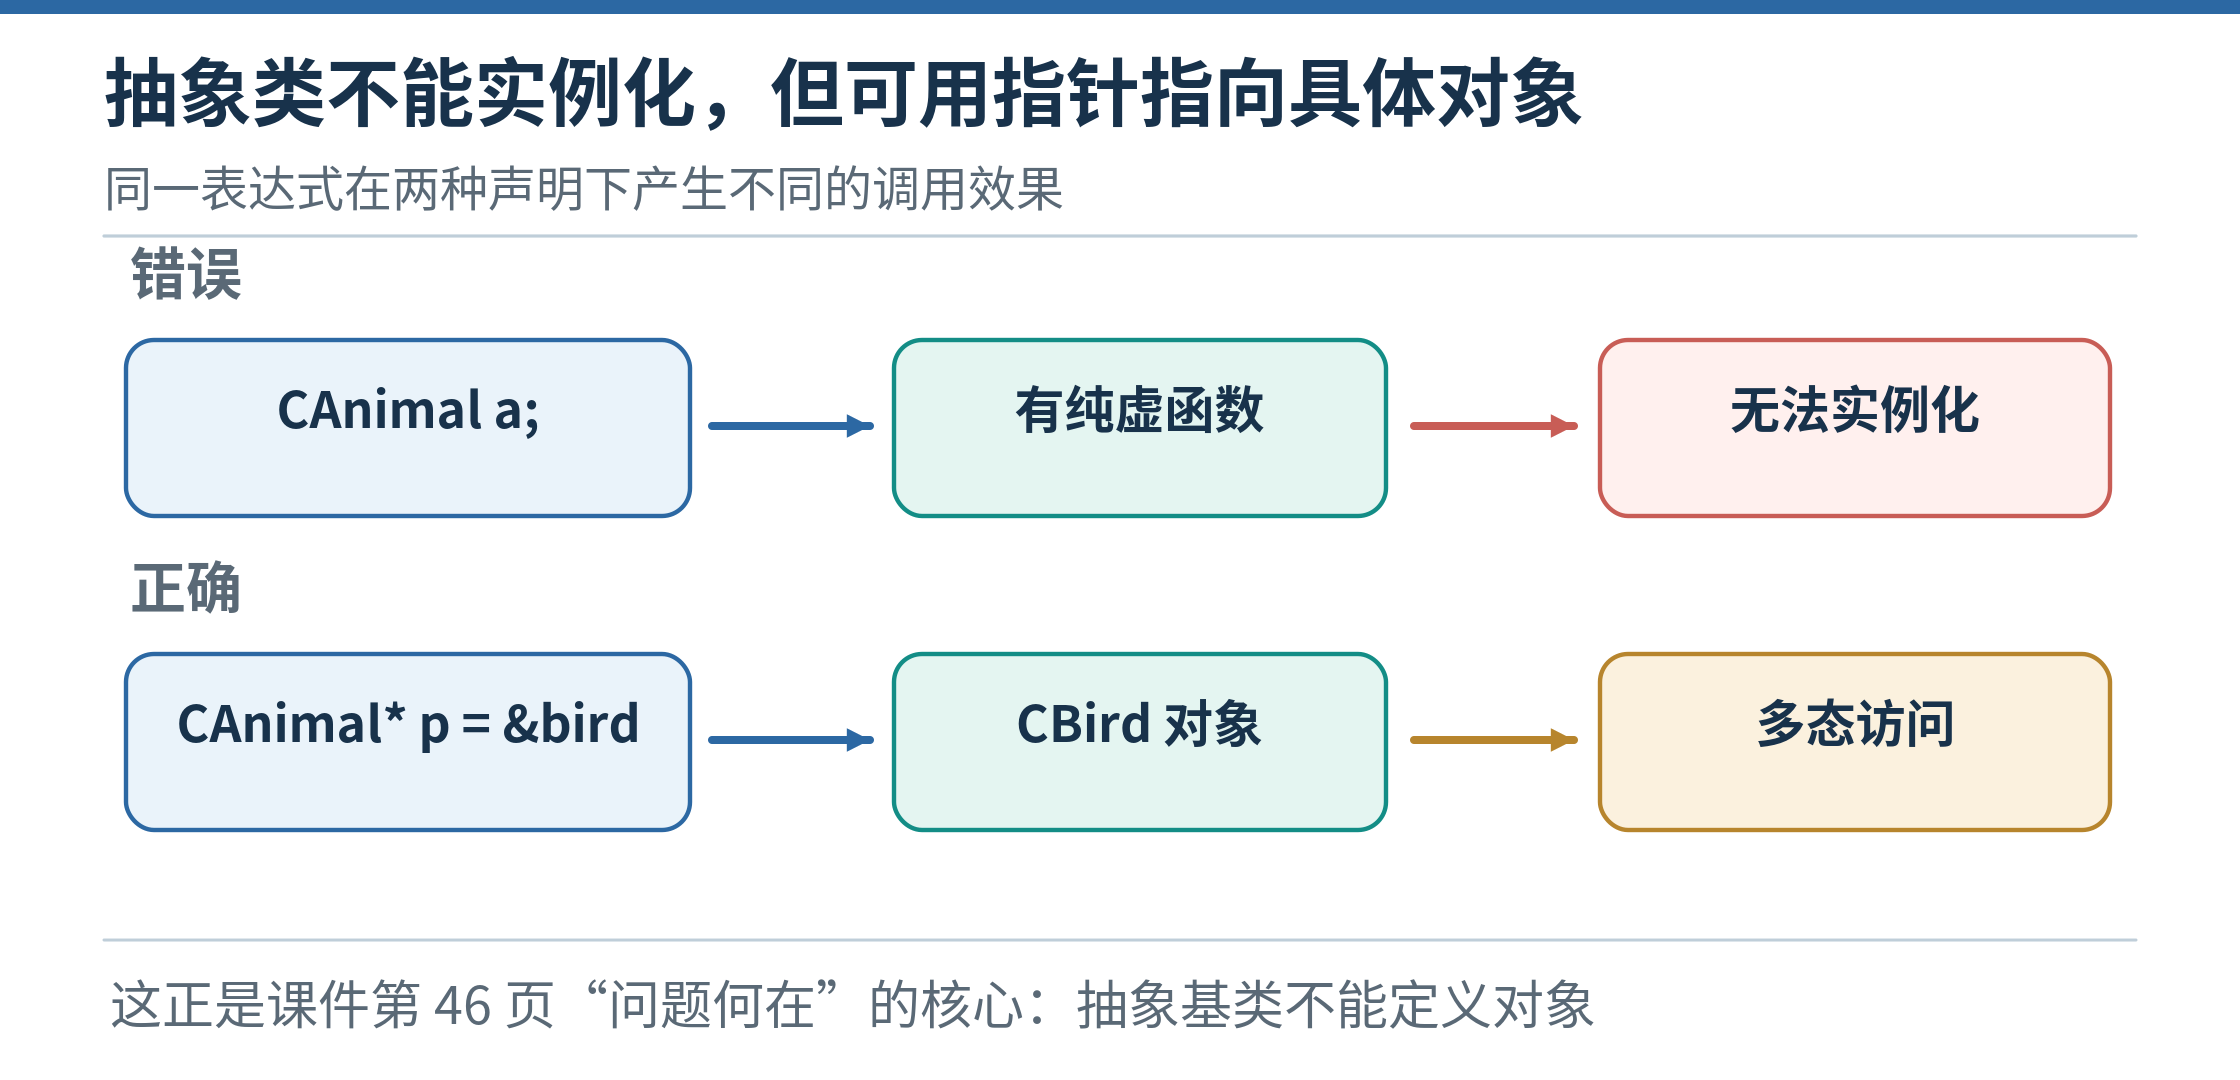 抽象类不能实例化，但可用指针指向具体对象
同一表达式在两种声明下产生不同的调用效果
错误
CAnimal a;
有纯虚函数
无法实例化
正确
CAnimal* p = &bird
CBird 对象
多态访问
这正是课件第 46 页“问题何在”的核心：抽象基类不能定义对象